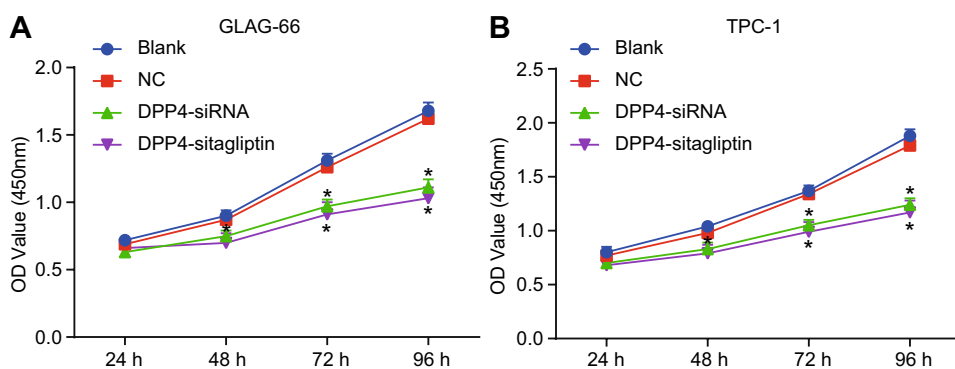 A
GLAG-66
Blank
NC
DPP4-siRNA
DPP4-sitagliptin
OD Value (450nm)
2.0
1.5
1.0
0.5
0.0
*
*
*
*
*
24 h
48 h
72 h
96 h
B
TPC-1
Blank
NC
DPP4-siRNA
DPP4-sitagliptin
OD Value (450nm)
2.5
2.0
1.5
1.0
0.5
0.0
*
*
*
*
*
24 h
48 h
72 h
96 h